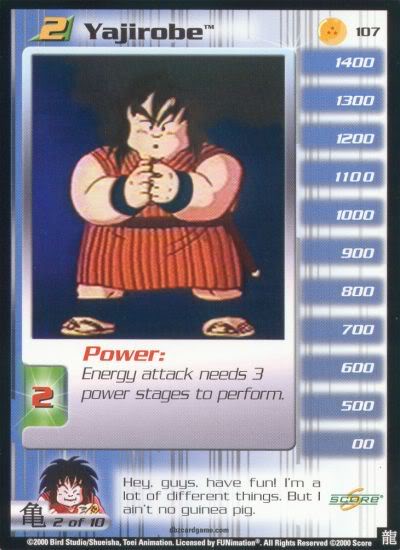 2 Yajirobe™ 107
1400
1300
1200
1100
1000
900
800
700
600
500
00
Power:
Energy attack needs 3
power stages to perform.
2
Hey, guys, have fun! I'm a
lot of different things. But I
ain't no guinea pig.
SCORE
亀 2 of 10
dbzcardgame.com
龍
©2000 Bird Studio/Shueisha, Toei Animation. Licensed by FUNimation®. All Rights Reserved. ©2000 Score